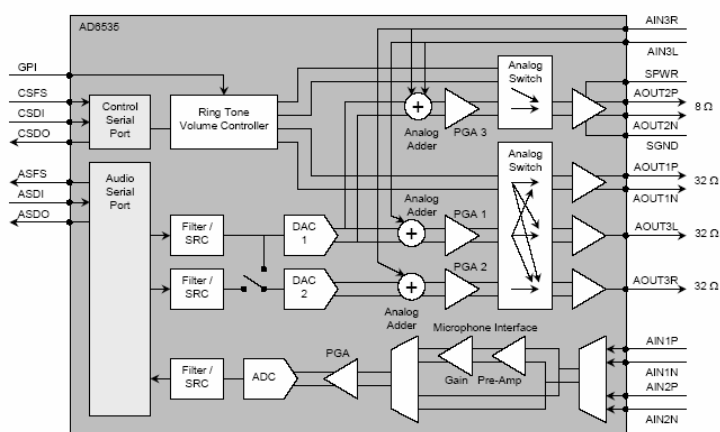 AD6535
GPI
CSFS
CSDI
CSDO
ASFS
ASDI
ASDO
Control
Serial
Port
Ring Tone
Volume Controller
Audio
Serial
Port
Filter /
SRC
Filter /
SRC
Filter /
SRC
DAC
1
DAC
2
ADC
PGA
Analog
Adder
PGA 3
Analog
Adder
PGA 1
PGA 2
Analog
Adder
Analog
Switch
Analog
Switch
Microphone Interface
Gain
Pre-Amp
AIN3R
AIN3L
SPWR
AOUT2P
8 Ω
AOUT2N
SGND
AOUT1P
32 Ω
AOUT1N
AOUT3L
32 Ω
AOUT3R
32 Ω
AIN1P
AIN1N
AIN2P
AIN2N